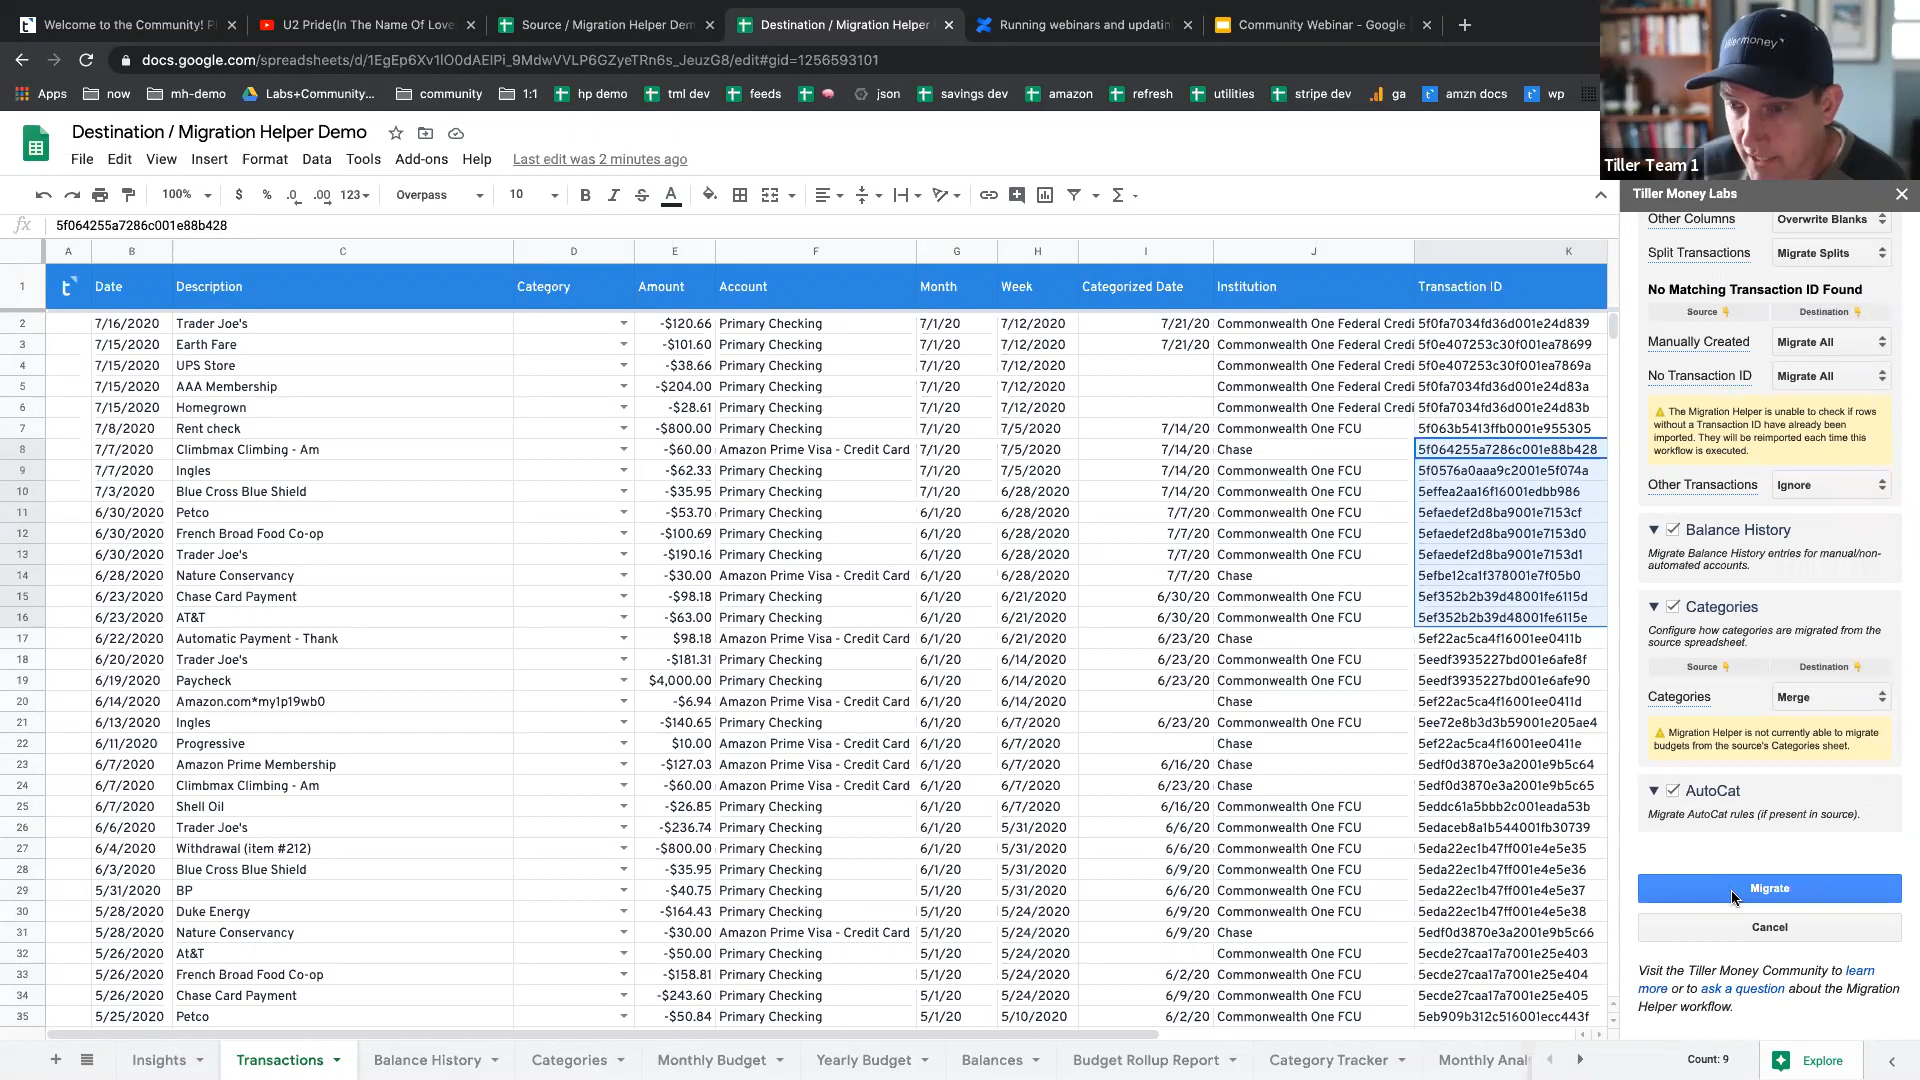 Welcome to the Community! P
U2 Pride(In The Name Of Love
Source / Migration Helper Dem
Destination / Migration Helper
Running webinars and updatin
Community Webinar - Google
docs.google.com/spreadsheets/d/1EgEp6Xv1lO0dAEIPi_9MdwVVLP6GZyeTRn6s_JeuzG8/edit#gid=1256593101
Apps now mh-demo Labs+Community... community 1:1 hp demo tml dev feeds json savings dev amazon refresh utilities stripe dev ga amzn docs wp
tillermoney
Tiller Team 1
Destination / Migration Helper Demo
File Edit View Insert Format Data Tools Add-ons Help Last edit was 2 minutes ago
100% $ % .0 .00 123 Overpass 10 B I S A
fx 5f064255a7286c001e88b428
A B C D E F G H I J K
1 t Date Description Category Amount Account Month Week Categorized Date Institution Transaction ID
2 7/16/2020 Trader Joe's -$120.66 Primary Checking 7/1/20 7/12/2020 7/21/20 Commonwealth One Federal Credi 5f0fa7034fd36d001e24d839
3 7/15/2020 Earth Fare -$101.60 Primary Checking 7/1/20 7/12/2020 7/21/20 Commonwealth One Federal Credi 5f0e407253c30f001ea78699
4 7/15/2020 UPS Store -$38.66 Primary Checking 7/1/20 7/12/2020 Commonwealth One Federal Credi 5f0e407253c30f001ea7869a
5 7/15/2020 AAA Membership -$204.00 Primary Checking 7/1/20 7/12/2020 Commonwealth One Federal Credi 5f0fa7034fd36d001e24d83a
6 7/15/2020 Homegrown -$28.61 Primary Checking 7/1/20 7/12/2020 Commonwealth One Federal Credi 5f0fa7034fd36d001e24d83b
7 7/8/2020 Rent check -$800.00 Primary Checking 7/1/20 7/5/2020 7/14/20 Commonwealth One FCU 5f063b5413ffb0001e955305
8 7/7/2020 Climbmax Climbing - Am -$60.00 Amazon Prime Visa - Credit Card 7/1/20 7/5/2020 7/14/20 Chase 5f064255a7286c001e88b428
9 7/7/2020 Ingles -$62.33 Primary Checking 7/1/20 7/5/2020 7/14/20 Commonwealth One FCU 5f0576a0aaa9c2001e5f074a
10 7/3/2020 Blue Cross Blue Shield -$35.95 Primary Checking 7/1/20 6/28/2020 7/14/20 Commonwealth One FCU 5effea2aa16f16001edbb986
11 6/30/2020 Petco -$53.70 Primary Checking 6/1/20 6/28/2020 7/7/20 Commonwealth One FCU 5efaedef2d8ba9001e7153cf
12 6/30/2020 French Broad Food Co-op -$100.69 Primary Checking 6/1/20 6/28/2020 7/7/20 Commonwealth One FCU 5efaedef2d8ba9001e7153d0
13 6/30/2020 Trader Joe's -$190.16 Primary Checking 6/1/20 6/28/2020 7/7/20 Commonwealth One FCU 5efaedef2d8ba9001e7153d1
14 6/28/2020 Nature Conservancy -$30.00 Amazon Prime Visa - Credit Card 6/1/20 6/28/2020 7/7/20 Chase 5efbe12ca1f378001e7f05b0
15 6/23/2020 Chase Card Payment -$98.18 Primary Checking 6/1/20 6/21/2020 6/30/20 Commonwealth One FCU 5ef352b2b39d48001fe6115d
16 6/23/2020 AT&T -$63.00 Primary Checking 6/1/20 6/21/2020 6/30/20 Commonwealth One FCU 5ef352b2b39d48001fe6115e
17 6/22/2020 Automatic Payment - Thank $98.18 Amazon Prime Visa - Credit Card 6/1/20 6/21/2020 6/23/20 Chase 5ef22ac5ca4f16001ee0411b
18 6/20/2020 Trader Joe's -$181.31 Primary Checking 6/1/20 6/14/2020 6/23/20 Commonwealth One FCU 5eedf3935227bd001e6afe8f
19 6/19/2020 Paycheck $4,000.00 Primary Checking 6/1/20 6/14/2020 6/23/20 Commonwealth One FCU 5eedf3935227bd001e6afe90
20 6/14/2020 Amazon.com*my1p19wb0 -$6.94 Amazon Prime Visa - Credit Card 6/1/20 6/14/2020 Chase 5ef22ac5ca4f16001ee0411d
21 6/13/2020 Ingles -$140.65 Primary Checking 6/1/20 6/7/2020 6/23/20 Commonwealth One FCU 5ee72e8b3d3b59001e205ae4
22 6/11/2020 Progressive $10.00 Amazon Prime Visa - Credit Card 6/1/20 6/7/2020 Chase 5ef22ac5ca4f16001ee0411e
23 6/7/2020 Amazon Prime Membership -$127.03 Amazon Prime Visa - Credit Card 6/1/20 6/7/2020 6/16/20 Chase 5edf0d3870e3a2001e9b5c64
24 6/7/2020 Climbmax Climbing - Am -$60.00 Amazon Prime Visa - Credit Card 6/1/20 6/7/2020 6/23/20 Chase 5edf0d3870e3a2001e9b5c65
25 6/7/2020 Shell Oil -$26.85 Primary Checking 6/1/20 6/7/2020 6/16/20 Commonwealth One FCU 5eddc61a5bbb2c001eada53b
26 6/6/2020 Trader Joe's -$236.74 Primary Checking 6/1/20 5/31/2020 6/6/20 Commonwealth One FCU 5edaceb8a1b544001fb30739
27 6/4/2020 Withdrawal (item #212) -$800.00 Primary Checking 6/1/20 5/31/2020 6/6/20 Commonwealth One FCU 5eda22ec1b47ff001e4e5e35
28 6/3/2020 Blue Cross Blue Shield -$35.95 Primary Checking 6/1/20 5/31/2020 6/9/20 Commonwealth One FCU 5eda22ec1b47ff001e4e5e36
29 5/31/2020 BP -$40.75 Primary Checking 5/1/20 5/31/2020 6/6/20 Commonwealth One FCU 5eda22ec1b47ff001e4e5e37
30 5/28/2020 Duke Energy -$164.43 Primary Checking 5/1/20 5/24/2020 6/9/20 Commonwealth One FCU 5eda22ec1b47ff001e4e5e38
31 5/28/2020 Nature Conservancy -$30.00 Amazon Prime Visa - Credit Card 5/1/20 5/24/2020 6/9/20 Chase 5edf0d3870e3a2001e9b5c66
32 5/26/2020 At&T -$50.00 Primary Checking 5/1/20 5/24/2020 Commonwealth One FCU 5ecde27caa17a7001e25e403
33 5/26/2020 French Broad Food Co-op -$158.81 Primary Checking 5/1/20 5/24/2020 6/2/20 Commonwealth One FCU 5ecde27caa17a7001e25e404
34 5/26/2020 Chase Card Payment -$243.60 Primary Checking 5/1/20 5/24/2020 6/9/20 Commonwealth One FCU 5ecde27caa17a7001e25e405
35 5/25/2020 Petco -$50.84 Primary Checking 5/1/20 5/10/2020 6/2/20 Commonwealth One FCU 5eb909b312c516001ecc443f
Insights Transactions Balance History Categories Monthly Budget Yearly Budget Balances Budget Rollup Report Category Tracker Monthly Anal
Count: 9 Explore
Tiller Money Labs
Other Columns Overwrite Blanks
Split Transactions Migrate Splits
No Matching Transaction ID Found
Source Destination
Manually Created Migrate All
No Transaction ID Migrate All
The Migration Helper is unable to check if rows
without a Transaction ID have already been
imported. They will be reimported each time this
workflow is executed.
Other Transactions Ignore
Balance History
Migrate Balance History entries for manual/non-
automated accounts.
Categories
Configure how categories are migrated from the
source spreadsheet.
Source Destination
Categories Merge
Migration Helper is not currently able to migrate
budgets from the source's Categories sheet.
AutoCat
Migrate AutoCat rules (if present in source).
Migrate
Cancel
Visit the Tiller Money Community to learn
more or to ask a question about the Migration
Helper workflow.